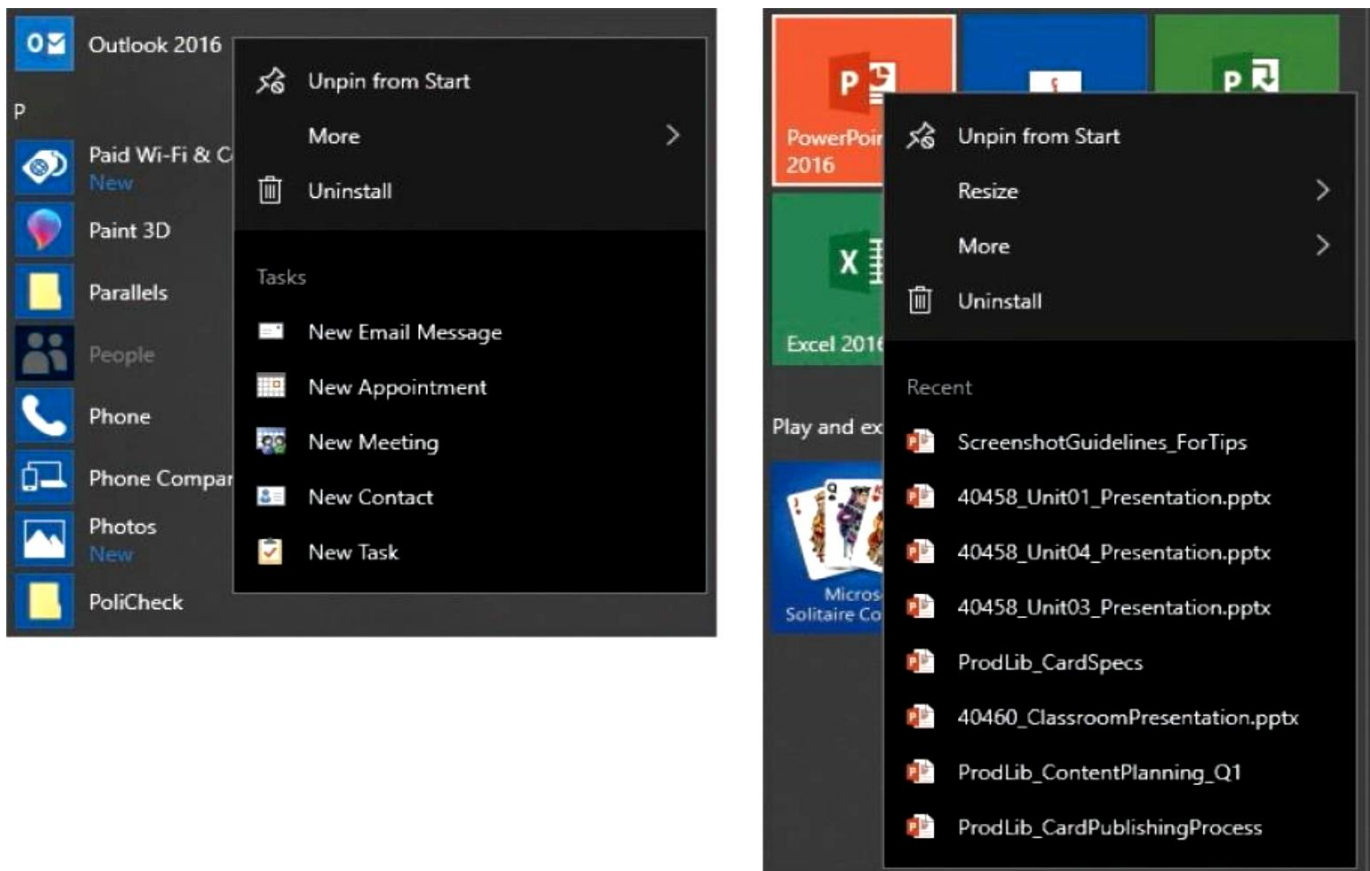 Outlook 2016
Unpin from Start
More
Uninstall
Tasks
New Email Message
New Appointment
New Meeting
New Contact
New Task
P
Paid Wi-Fi & C
New
Paint 3D
Parallels
People
Phone
Phone Compar
Photos
New
PoliCheck
PowerPoin
2016
Excel 2016
Play and ex
Micros
Solitaire Co
Unpin from Start
Resize
More
Uninstall
Recent
ScreenshotGuidelines_ForTips
40458_Unit01_Presentation.pptx
40458_Unit04_Presentation.pptx
40458_Unit03_Presentation.pptx
ProdLib_CardSpecs
40460_ClassroomPresentation.pptx
ProdLib_ContentPlanning_Q1
ProdLib_CardPublishingProcess